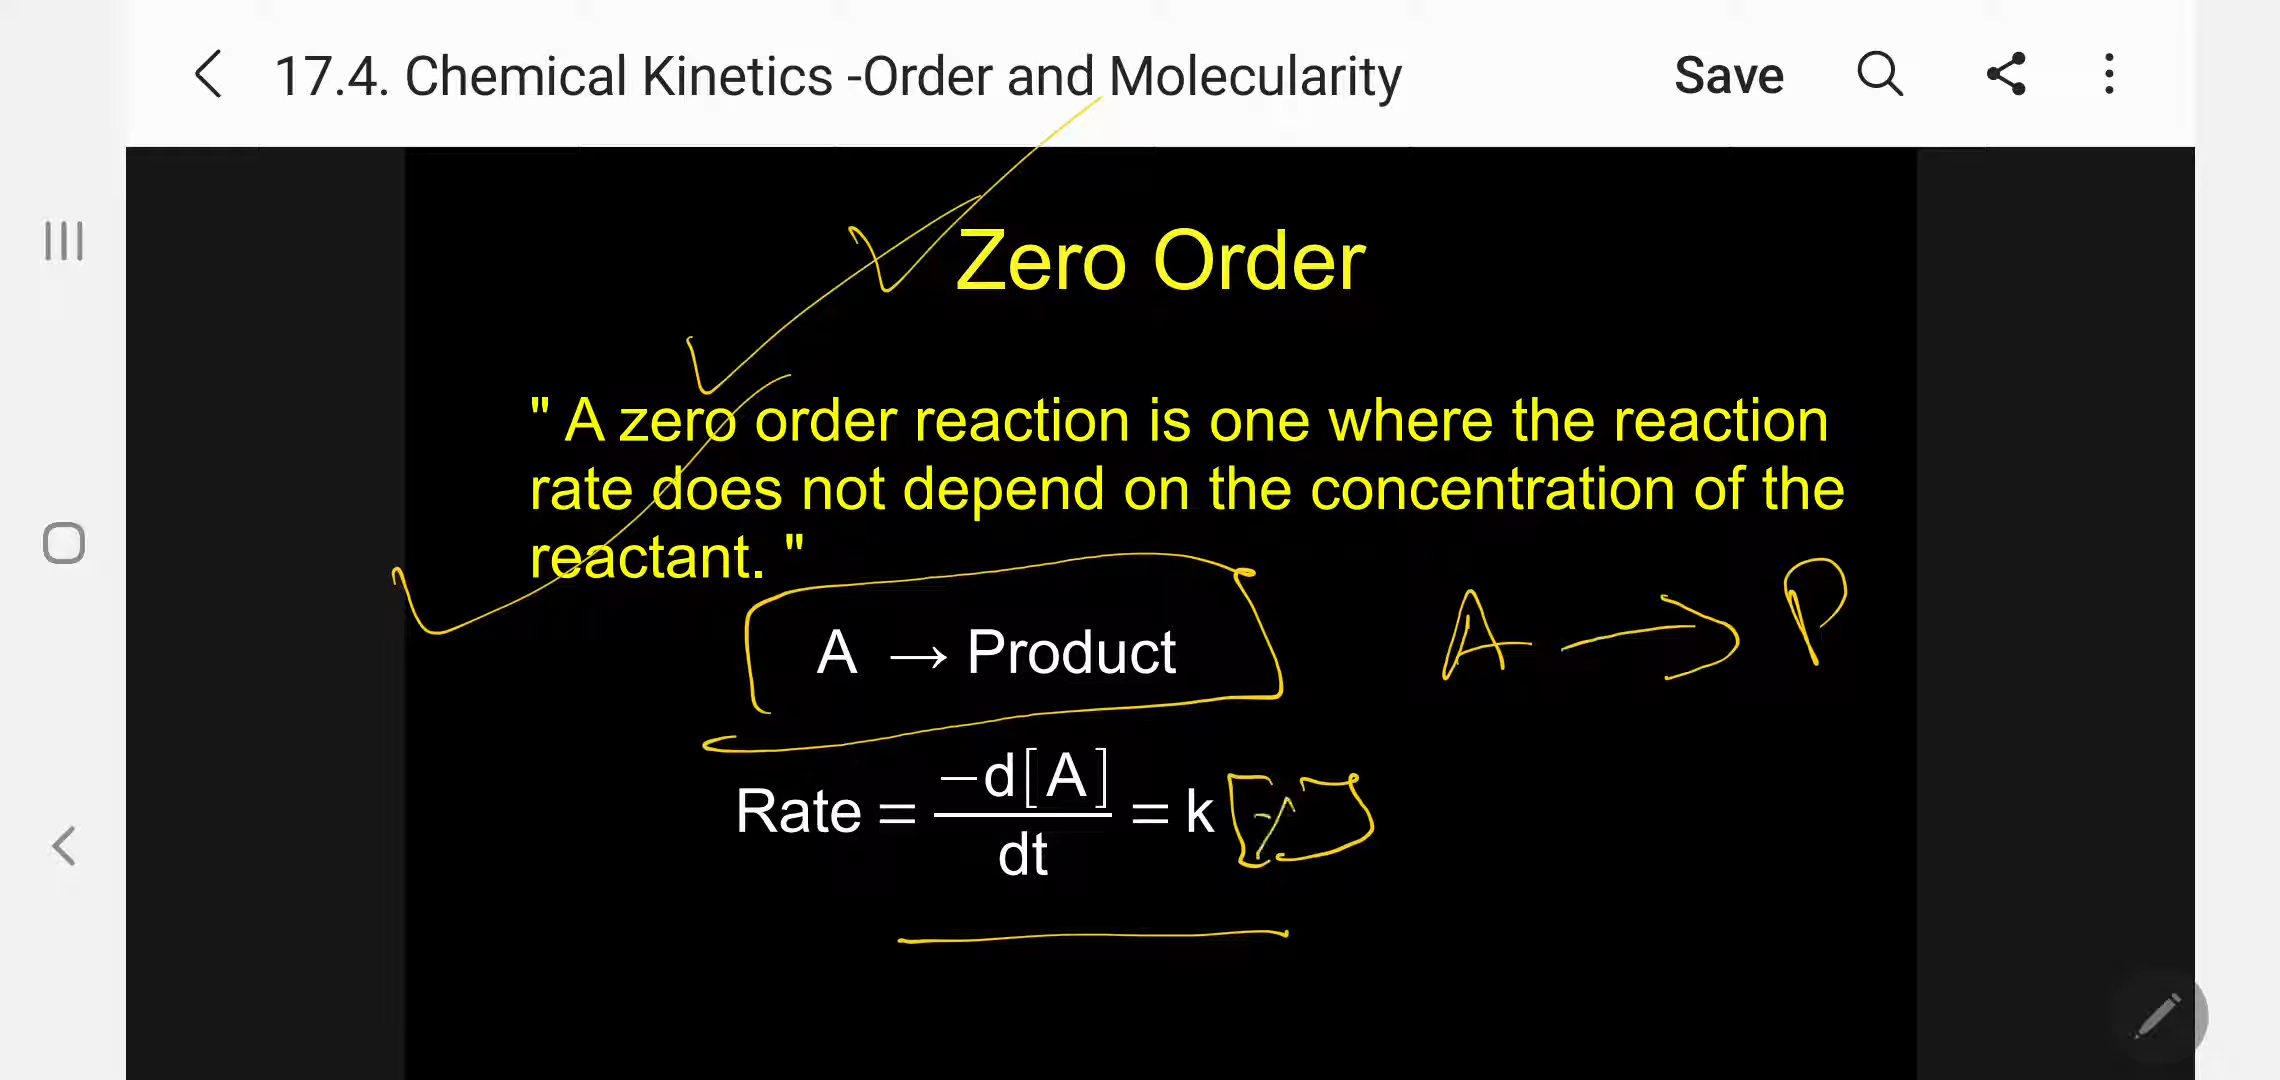 17.4. Chemical Kinetics -Order and Molecularity Save
Zero Order
" A zero order reaction is one where the reaction
rate does not depend on the concentration of the
reactant. "
A → Product A → P
Rate = −d[A]/dt = k